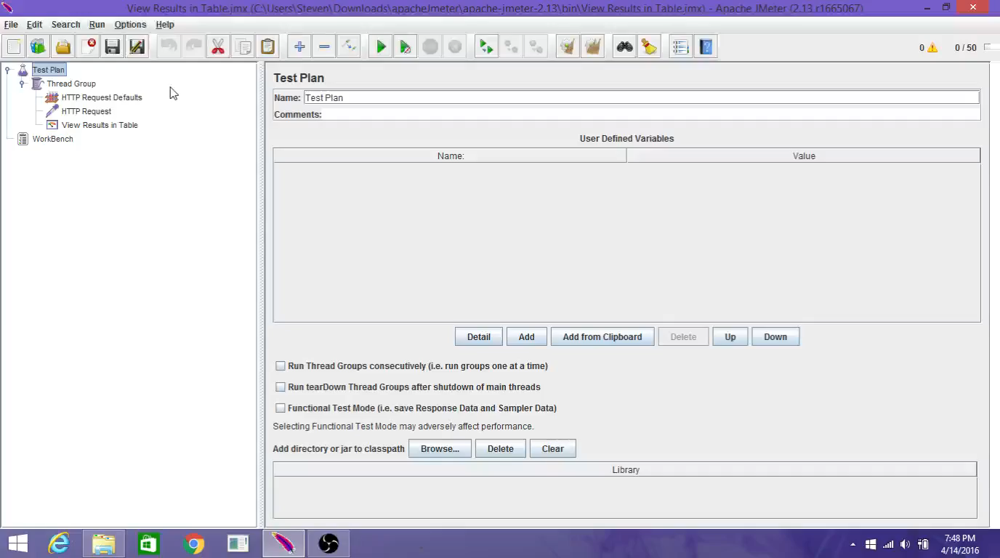 View Results in Table.jmx (C:\Users\Steven\Downloads\apacheJmeter\apache-jmeter-2.13\bin\View Results in Table.jmx) - Apache JMeter (2.13 r1665067)
File Edit Search Run Options Help
0 0 / 50
Test Plan
Thread Group
HTTP Request Defaults
HTTP Request
View Results in Table
WorkBench
Test Plan
Name: Test Plan
Comments:
User Defined Variables
Name: Value
Detail Add Add from Clipboard Delete Up Down
Run Thread Groups consecutively (i.e. run groups one at a time)
Run tearDown Thread Groups after shutdown of main threads
Functional Test Mode (i.e. save Response Data and Sampler Data)
Selecting Functional Test Mode may adversely affect performance.
Add directory or jar to classpath Browse... Delete Clear
Library
7:48 PM
4/14/2016